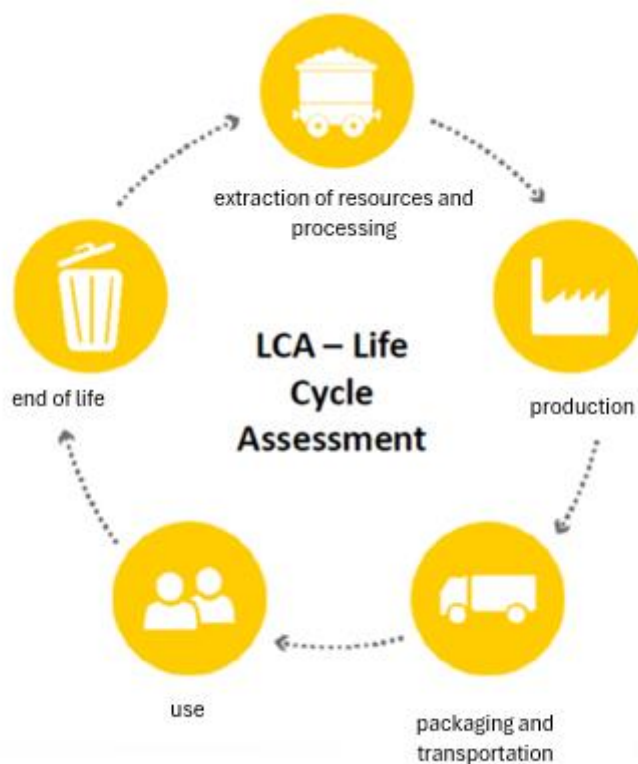 extraction of resources and
processing
LCA – Life
Cycle
Assessment
end of life
production
use
packaging and
transportation